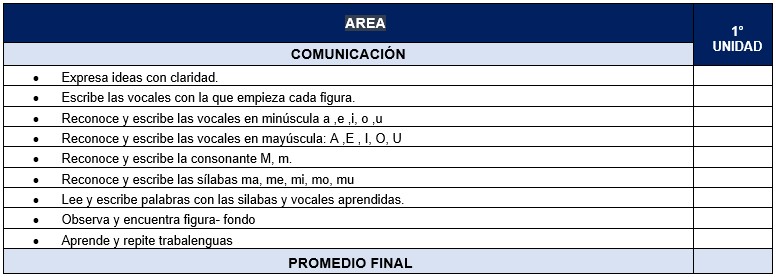 AREA
1° UNIDAD
COMUNICACIÓN
• Expresa ideas con claridad.
• Escribe las vocales con la que empieza cada figura.
• Reconoce y escribe las vocales en minúscula a ,e ,i, o ,u
• Reconoce y escribe las vocales en mayúscula: A ,E , I, O, U
• Reconoce y escribe la consonante M, m.
• Reconoce y escribe las sílabas ma, me, mi, mo, mu
• Lee y escribe palabras con las silabas y vocales aprendidas.
• Observa y encuentra figura- fondo
• Aprende y repite trabalenguas
PROMEDIO FINAL